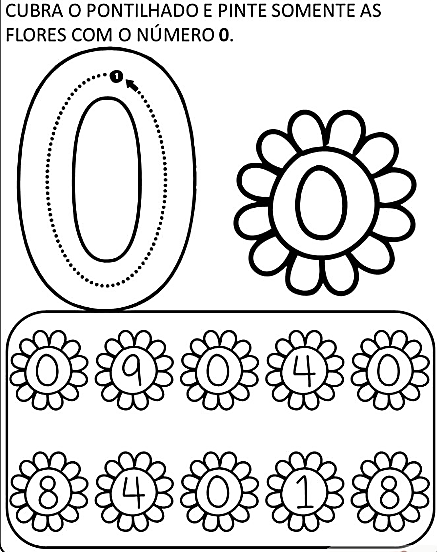 CUBRA O PONTILHADO E PINTE SOMENTE AS
FLORES COM O NÚMERO 0.
1
0
0
0 9 0 4 0
8 4 0 1 8